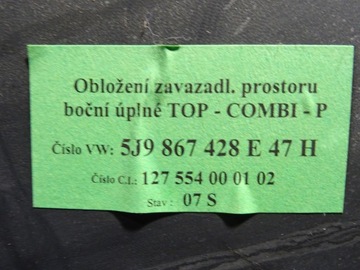 Obložení zavazadl. prostoru
boční úplné TOP - COMBI - P
Číslo VW: 5J9 867 428 E 47 H
Číslo C.I.: 127 554 00 01 02
Stav : 07 S